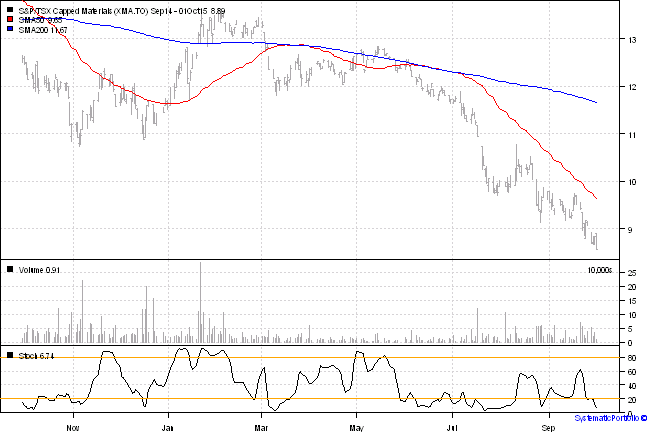 S&P/TSX Capped Materials (XMA.TO) Sep14 - 01Oct15 8.89
SMA50 9.65
SMA200 11.67
13
12
11
10
9
Volume 0.91
10,000s
25
20
15
10
5
0
Stoch 6.74
80
60
40
20
Nov Jan Mar May Jul Sep
SystematicPortfolio ©